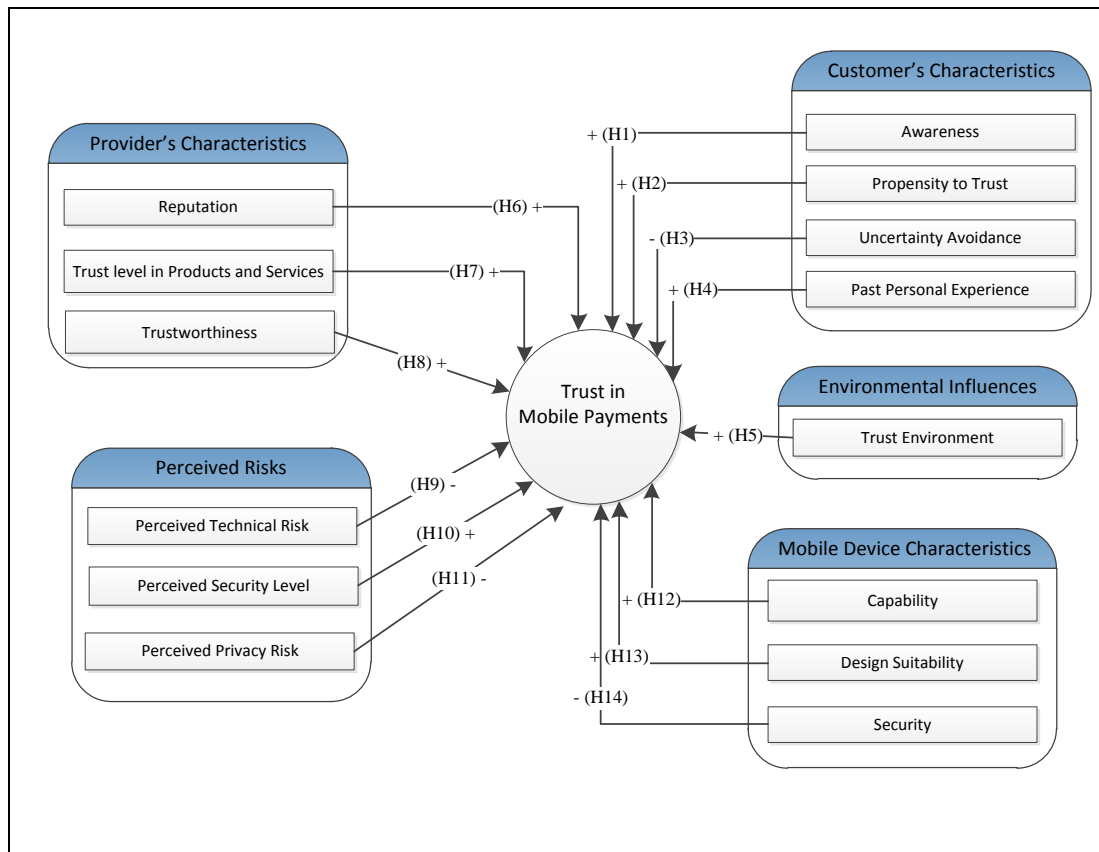 Customer's Characteristics
Awareness
Propensity to Trust
Uncertainty Avoidance
Past Personal Experience
+ (H1)
+ (H2)
- (H3)
+ (H4)
Provider's Characteristics
Reputation
Trust level in Products and Services
Trustworthiness
(H6) +
(H7) +
(H8) +
Trust in
Mobile Payments
Environmental Influences
Trust Environment
+ (H5)
Perceived Risks
Perceived Technical Risk
Perceived Security Level
Perceived Privacy Risk
(H9) -
(H10) +
(H11) -
Mobile Device Characteristics
Capability
Design Suitability
Security
+ (H12)
+ (H13)
- (H14)